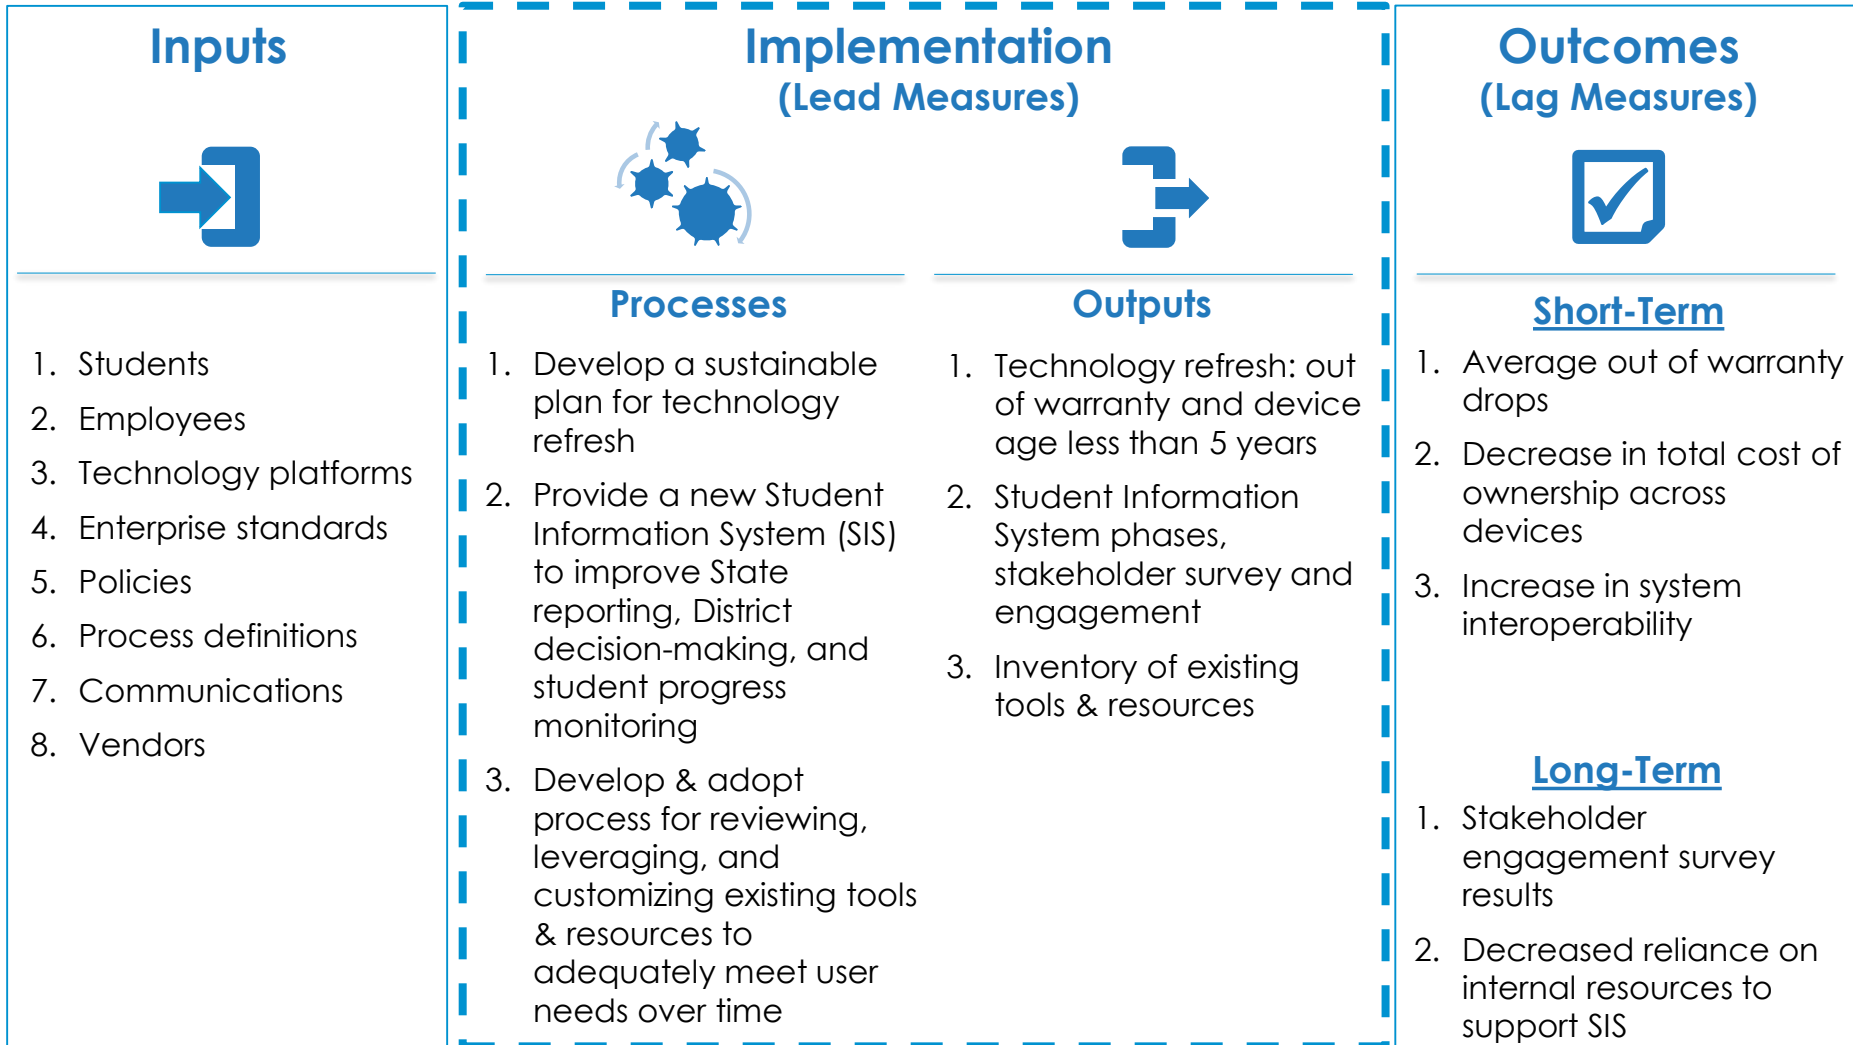 Inputs
1. Students
2. Employees
3. Technology platforms
4. Enterprise standards
5. Policies
6. Process definitions
7. Communications
8. Vendors
Implementation
(Lead Measures)
Processes
1. Develop a sustainable
plan for technology
refresh
2. Provide a new Student
Information System (SIS)
to improve State
reporting, District
decision-making, and
student progress
monitoring
3. Develop & adopt
process for reviewing,
leveraging, and
customizing existing tools
& resources to
adequately meet user
needs over time
Outputs
1. Technology refresh: out
of warranty and device
age less than 5 years
2. Student Information
System phases,
stakeholder survey and
engagement
3. Inventory of existing
tools & resources
Outcomes
(Lag Measures)
Short-Term
1. Average out of warranty
drops
2. Decrease in total cost of
ownership across
devices
3. Increase in system
interoperability
Long-Term
1. Stakeholder
engagement survey
results
2. Decreased reliance on
internal resources to
support SIS